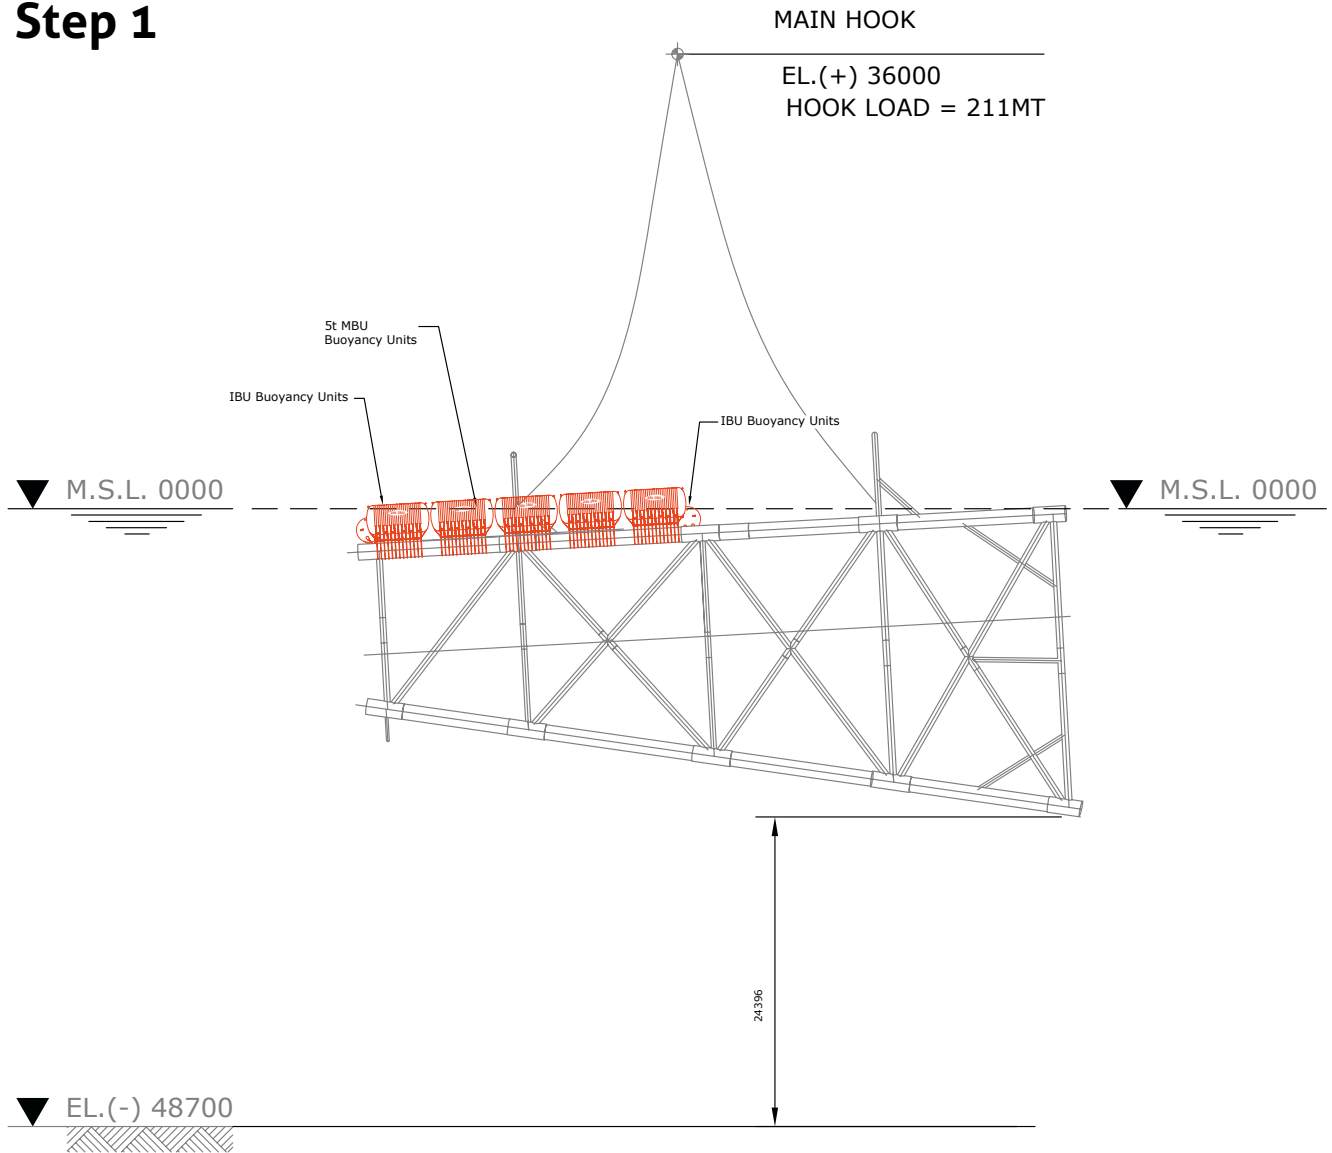 Step 1
MAIN HOOK
EL.(+) 36000
HOOK LOAD = 211MT
5t MBU
Buoyancy Units
IBU Buoyancy Units
IBU Buoyancy Units
M.S.L. 0000
M.S.L. 0000
24396
EL.(-) 48700